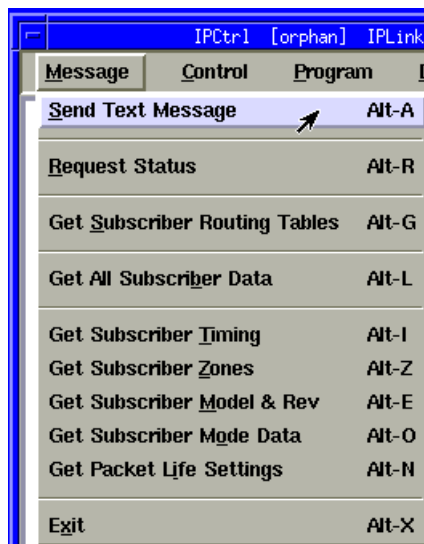 IPCtrl [orphan] IPLink
Message Control Program
Send Text Message Alt-A
Request Status Alt-R
Get Subscriber Routing Tables Alt-G
Get All Subscriber Data Alt-L
Get Subscriber Timing Alt-I
Get Subscriber Zones Alt-Z
Get Subscriber Model & Rev Alt-E
Get Subscriber Mode Data Alt-O
Get Packet Life Settings Alt-N
Exit Alt-X